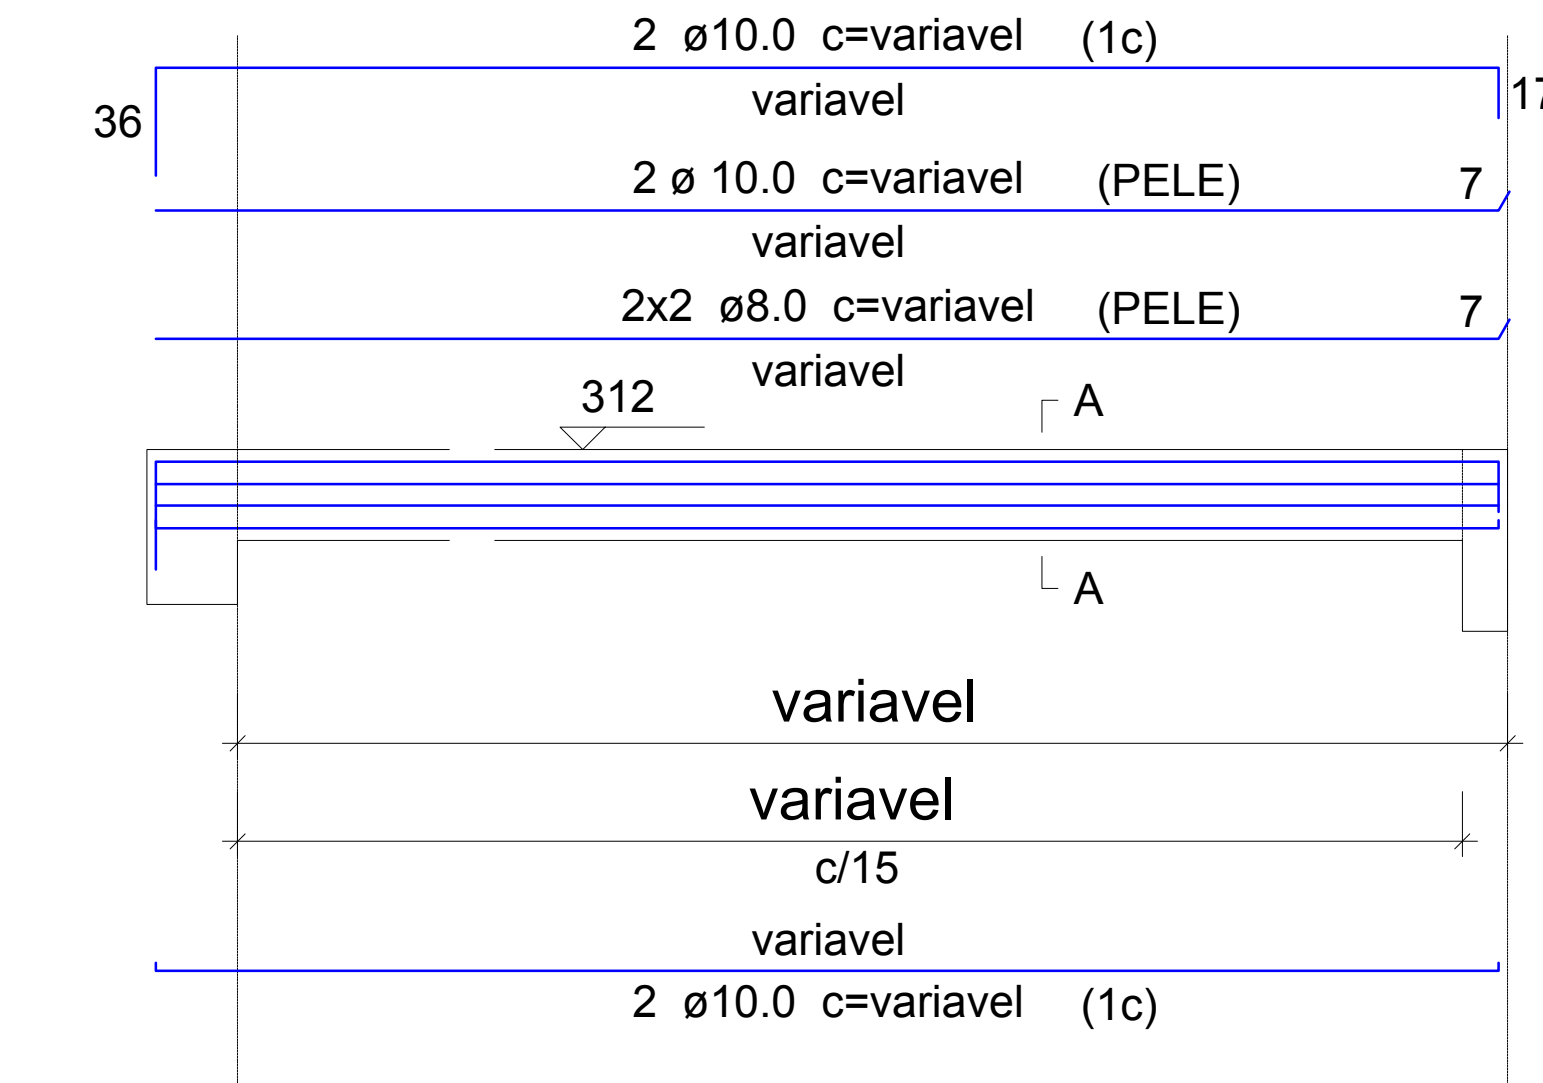 2 ø10.0 c=variavel (1c)
36
variavel
17
2 ø 10.0 c=variavel (PELE) 7
variavel
2x2 ø8.0 c=variavel (PELE) 7
variavel
312
A
A
variavel
variavel
c/15
variavel
2 ø10.0 c=variavel (1c)